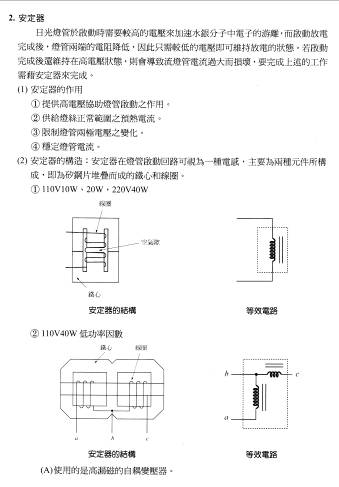 2. 安定器
日光燈管於啟動時需要較高的電壓來加速水銀分子中電子的游離，而啟動放電
完成後，燈管兩端的電阻降低，因此只需較低的電壓即可維持放電的狀態。若啟動
完成後還維持在高電壓狀態，則會導致流燈管電流過大而損壞，要完成上述的工作
需藉安定器來完成。
(1) 安定器的作用
① 提供高電壓協助燈管啟動之作用。
② 供給燈絲正常範圍之預熱電流。
③ 限制燈管兩極電壓之變化。
④ 穩定燈管電流。
(2) 安定器的構造：安定器在燈管啟動回路可視為一種電感，主要為兩種元件所構
成，即為矽鋼片堆疊而成的鐵心和線圈。
① 110V10W、20W，220V40W
線圈
空氣隙
鐵心
安定器的結構
等效電路
② 110V40W 低功率因數
鐵心
線圈
a
b
c
b
c
a
安定器的結構
等效電路
(A)使用的是高漏磁的自耦變壓器。